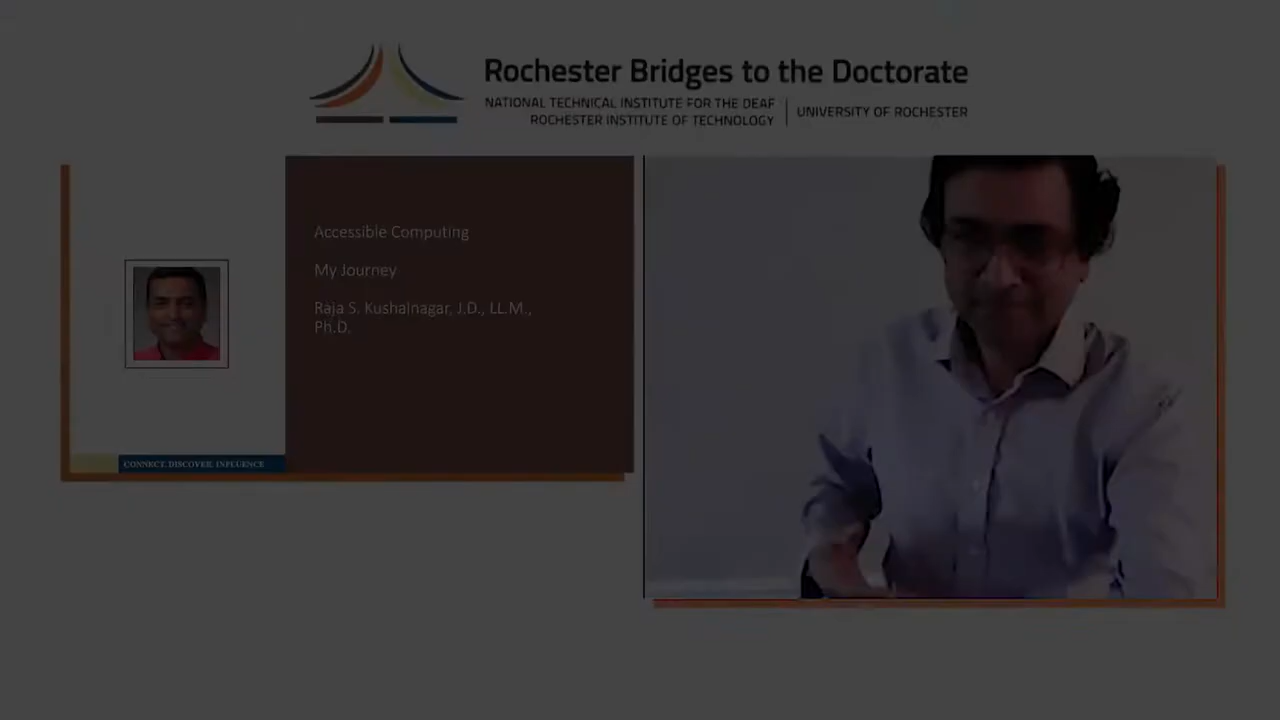 Rochester Bridges to the Doctorate
NATIONAL TECHNICAL INSTITUTE FOR THE DEAF
ROCHESTER INSTITUTE OF TECHNOLOGY
UNIVERSITY OF ROCHESTER
Accessible Computing
My Journey
Raja S. Kushalnagar, J.D., LL.M.,
Ph.D.
CONNECT. DISCOVER. INFLUENCE